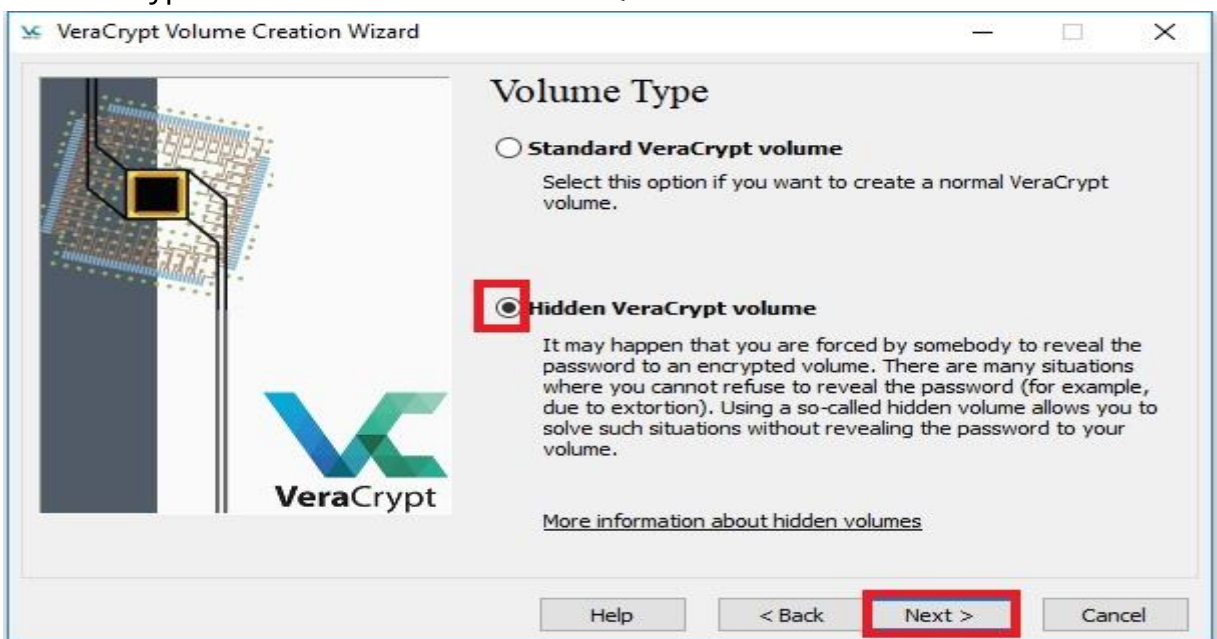 VeraCrypt Volume Creation Wizard
Volume Type
Standard VeraCrypt volume
Select this option if you want to create a normal VeraCrypt
volume.
Hidden VeraCrypt volume
It may happen that you are forced by somebody to reveal the
password to an encrypted volume. There are many situations
where you cannot refuse to reveal the password (for example,
due to extortion). Using a so-called hidden volume allows you to
solve such situations without revealing the password to your
volume.
VeraCrypt
More information about hidden volumes
Help
< Back
Next >
Cancel